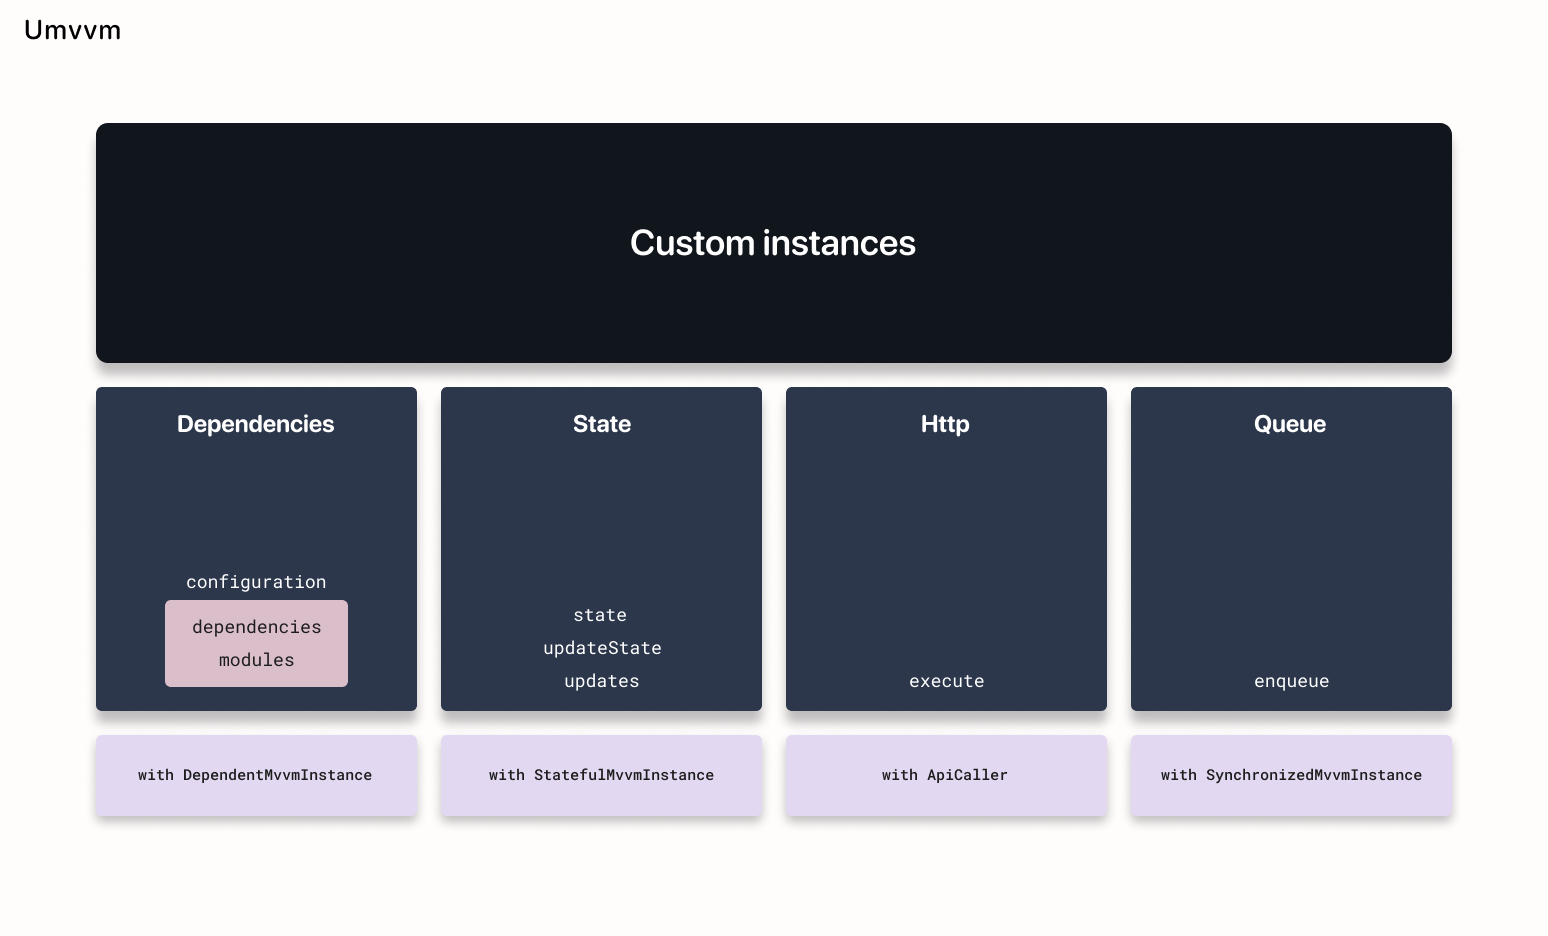 Umvvm
Custom instances
Dependencies
configuration
dependencies
modules
State
state
updateState
updates
Http
execute
Queue
enqueue
with DependentMvvmInstance
with StatefulMvvmInstance
with ApiCaller
with SynchronizedMvvmInstance